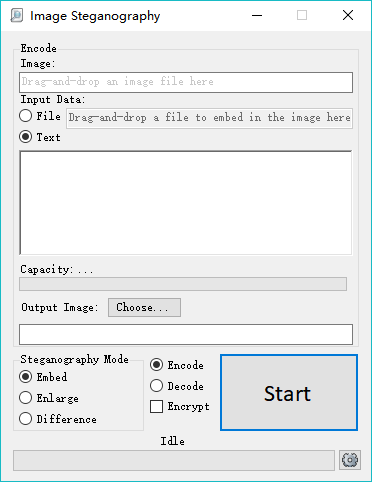 Image Steganography
Encode
Image:
Drag-and-drop an image file here
Input Data:
File Drag-and-drop a file to embed in the image here
Text
Capacity:...
Output Image: Choose...
Steganography Mode
Embed
Enlarge
Difference
Encode
Decode
Encrypt
Start
Idle